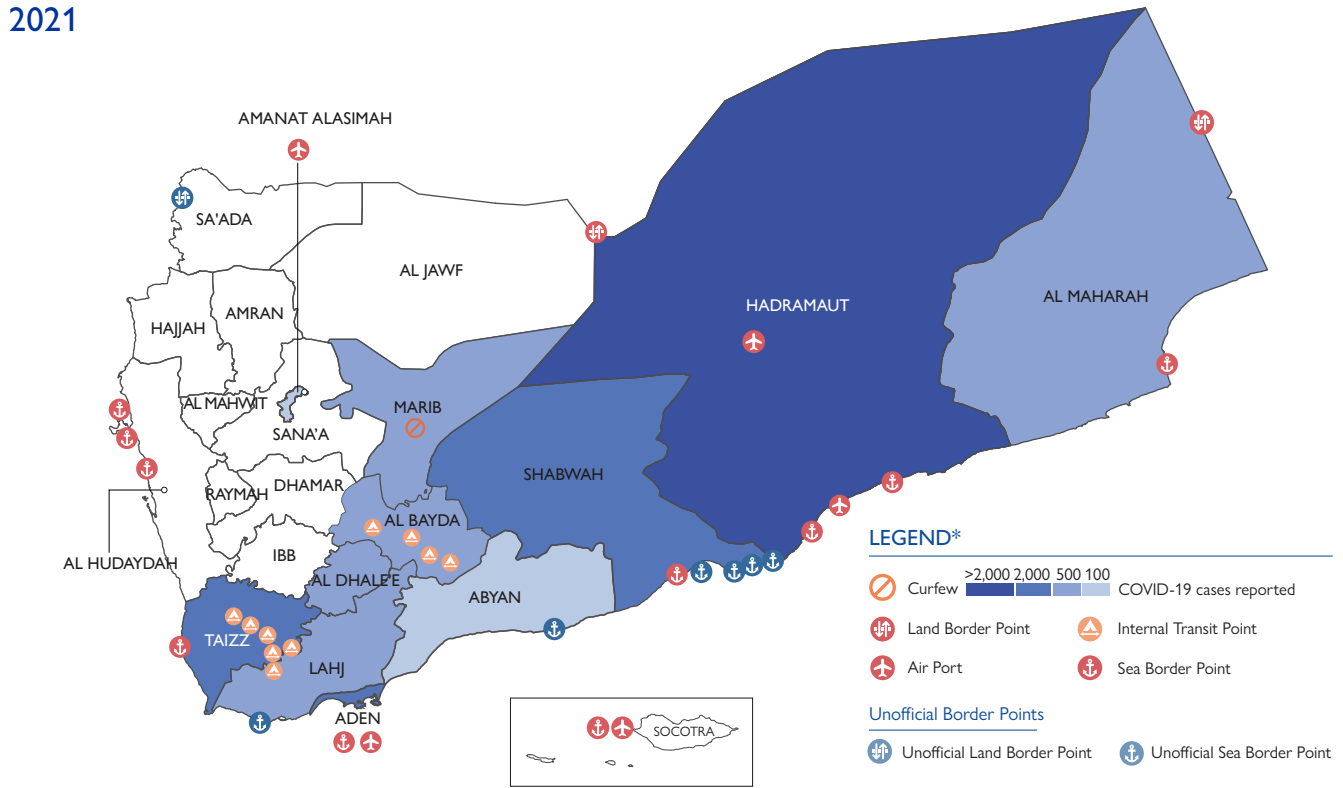 2021
AMANAT ALASIMAH
SA'ADA
AL JAWF
HADRAMAUT
AL MAHARAH
AMRAN
HAJJAH
AL MAHWIT
MARIB
SANA'A
SHABWAH
DHAMAR
RAYMAH
AL BAYDA
AL HUDAYDAH
IBB
AL DHALE'E
ABYAN
TAIZZ
LAHJ
ADEN
SOCOTRA
LEGEND*
Curfew >2,000 2,000 500 100 COVID-19 cases reported
Land Border Point Internal Transit Point
Air Port Sea Border Point
Unofficial Border Points
Unofficial Land Border Point Unofficial Sea Border Point